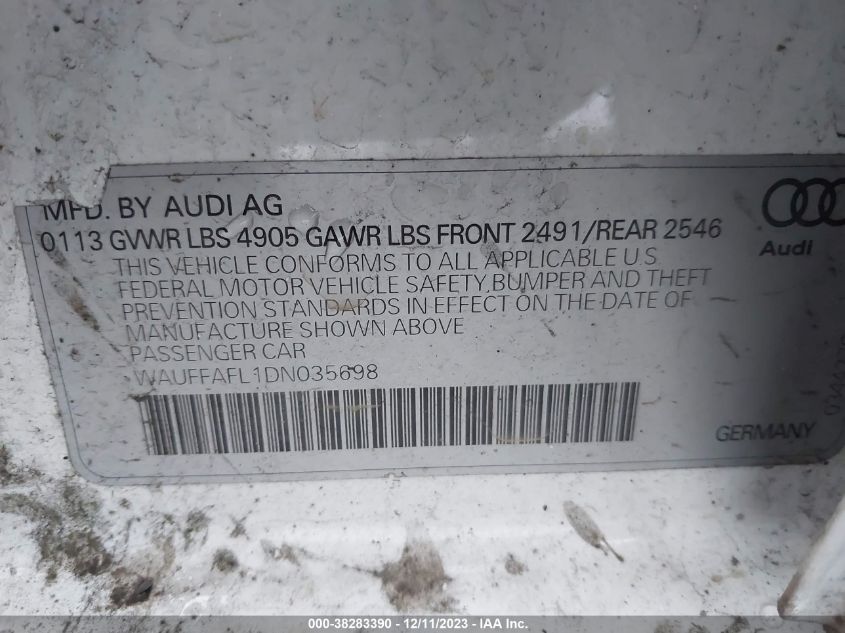 MFD. BY AUDI AG
0113 GVWR LBS 4905 GAWR LBS FRONT 2491/REAR 2546
Audi
THIS VEHICLE CONFORMS TO ALL APPLICABLE U.S.
FEDERAL MOTOR VEHICLE SAFETY, BUMPER AND THEFT
PREVENTION STANDARDS IN EFFECT ON THE DATE OF
MANUFACTURE SHOWN ABOVE
PASSENGER CAR
WAUFFAFL1DN035698
GERMANY
000-38283390 - 12/11/2023 - IAA Inc.